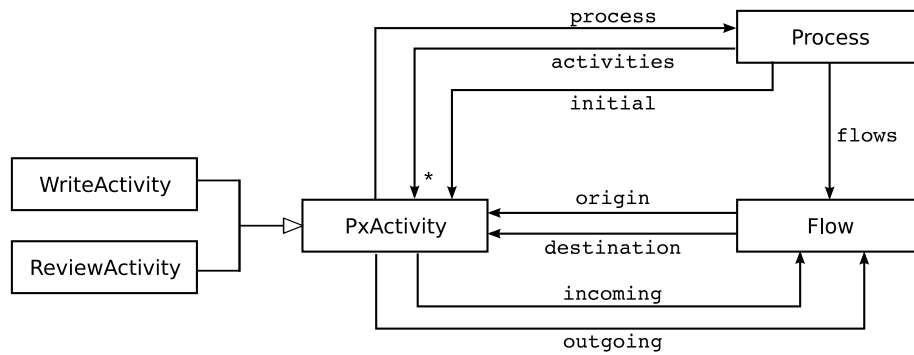 process
Process
activities
initial
flows
WriteActivity
*
origin
PxActivity
Flow
destination
ReviewActivity
incoming
outgoing